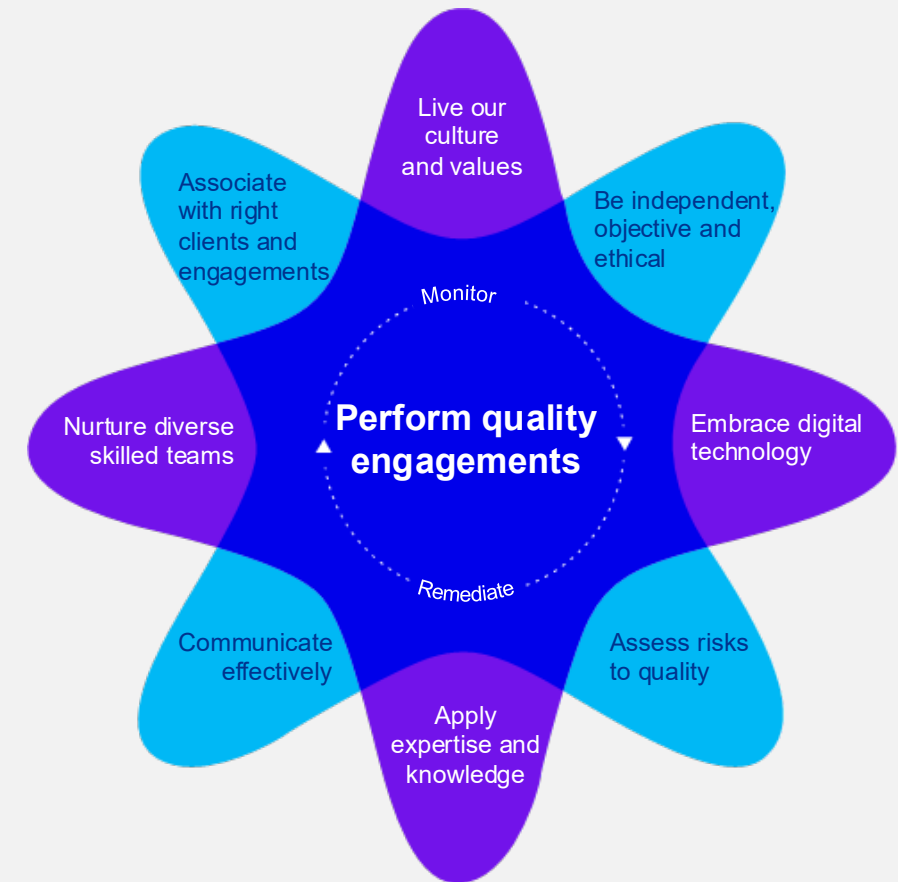 Live our
culture
and values
Associate
with right
clients and
engagements
Be independent,
objective and
ethical
Monitor
Perform quality
engagements
Nurture diverse
skilled teams
Embrace digital
technology
Remediate
Communicate
effectively
Assess risks
to quality
Apply
expertise and
knowledge